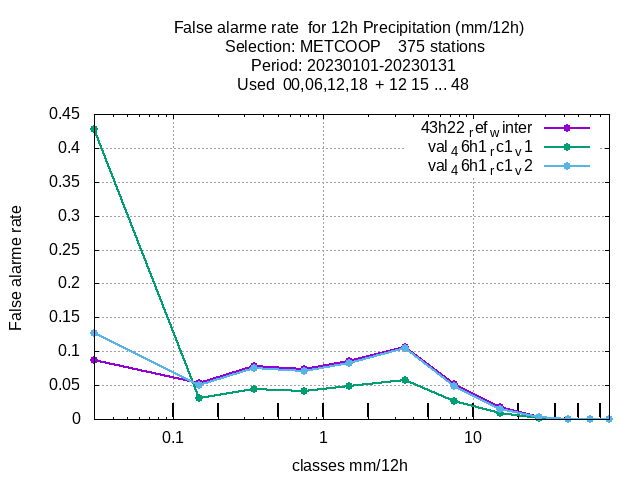 False alarme rate  for 12h Precipitation (mm/12h)
Selection: METCOOP    375 stations
Period: 20230101-20230131
Used  00,06,12,18  + 12 15 ... 48
43h22_ref_winter
val_46h1_rc1_v1
val_46h1_rc1_v2
0.45
0.4
0.35
0.3
0.25
0.2
0.15
0.1
0.05
0
False alarme rate
0.1 1 10
classes mm/12h